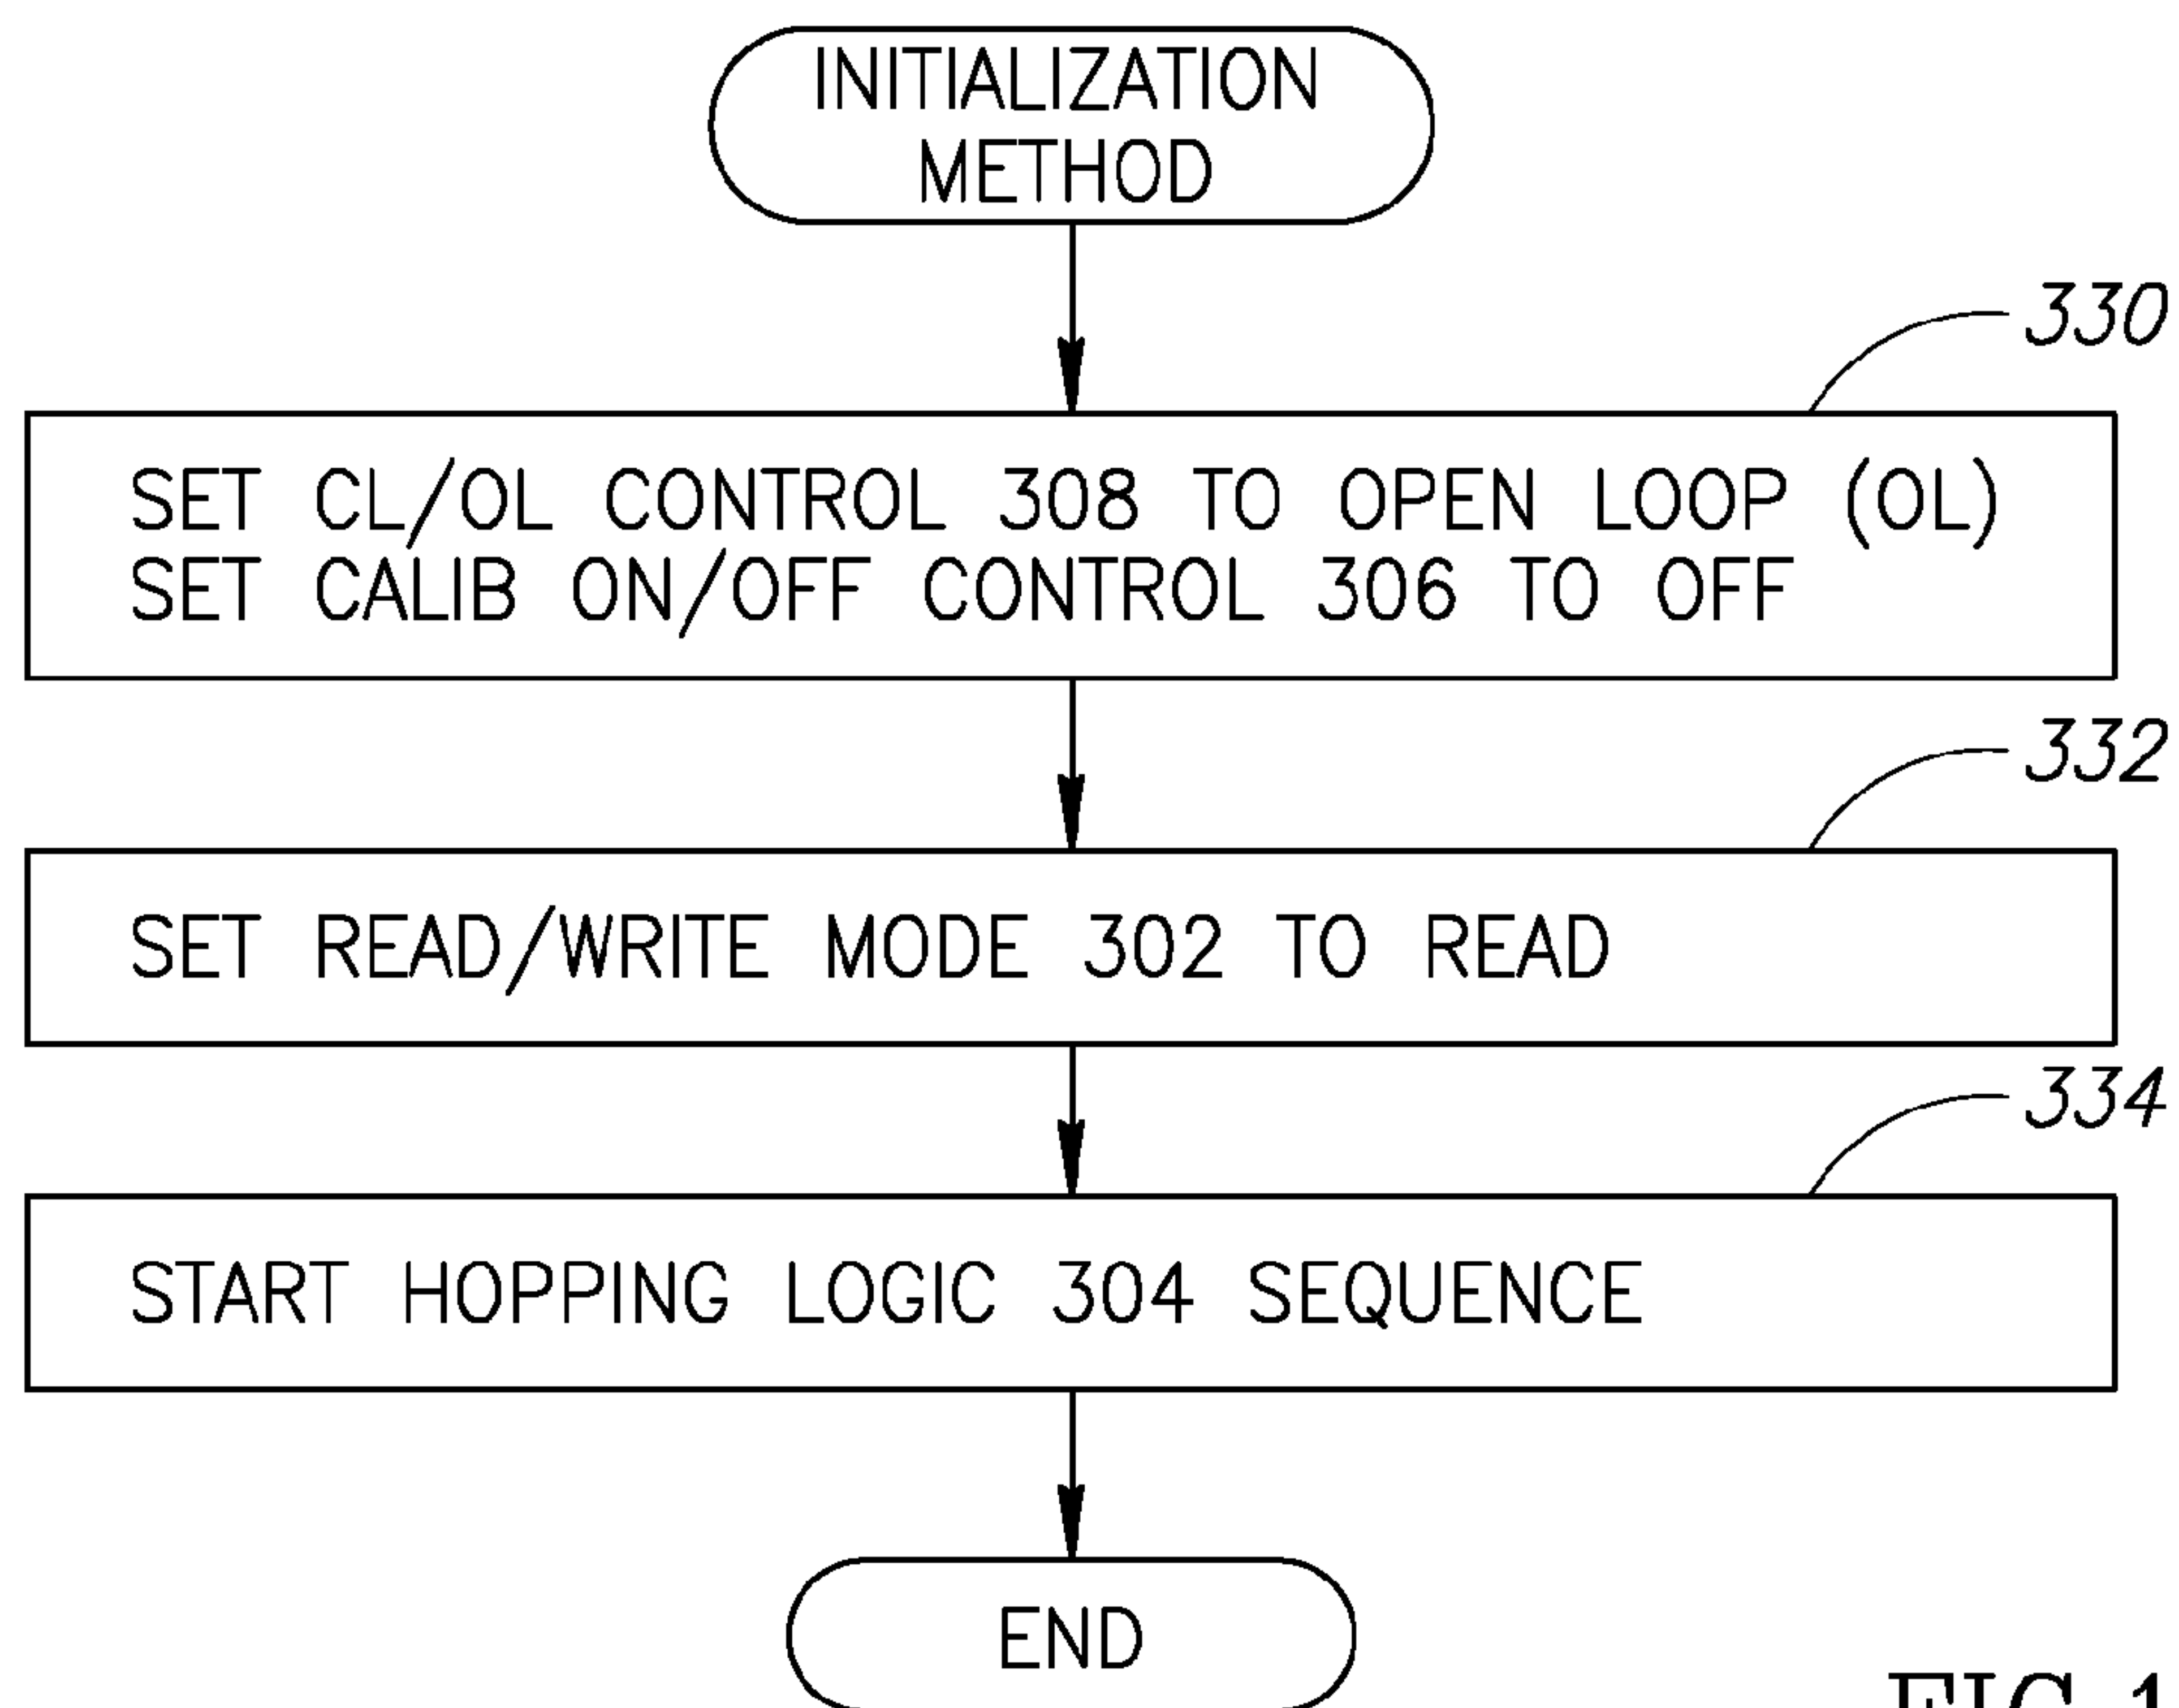 INITIALIZATION
METHOD
330
SET CL/OL CONTROL 308 TO OPEN LOOP (OL)
SET CALIB ON/OFF CONTROL 306 TO OFF
332
SET READ/WRITE MODE 302 TO READ
334
START HOPPING LOGIC 304 SEQUENCE
END